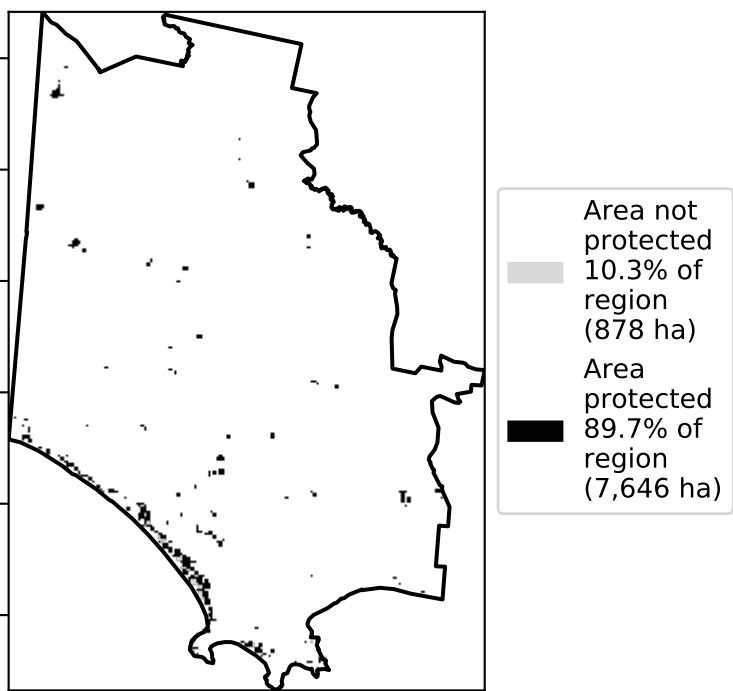 Area not
protected
10.3% of
region
(878 ha)
Area
protected
89.7% of
region
(7,646 ha)